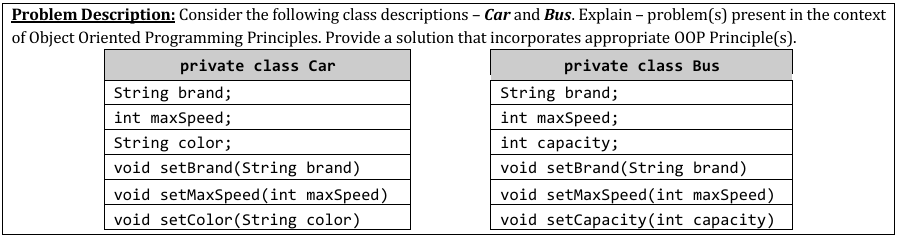 Problem Description: Consider the following class descriptions – Car and Bus. Explain – problem(s) present in the context
of Object Oriented Programming Principles. Provide a solution that incorporates appropriate OOP Principle(s).
private class Car
String brand;
int maxSpeed;
String color;
void setBrand(String brand)
void setMaxSpeed(int maxSpeed)
void setColor(String color)
private class Bus
String brand;
int maxSpeed;
int capacity;
void setBrand(String brand)
void setMaxSpeed(int maxSpeed)
void setCapacity(int capacity)